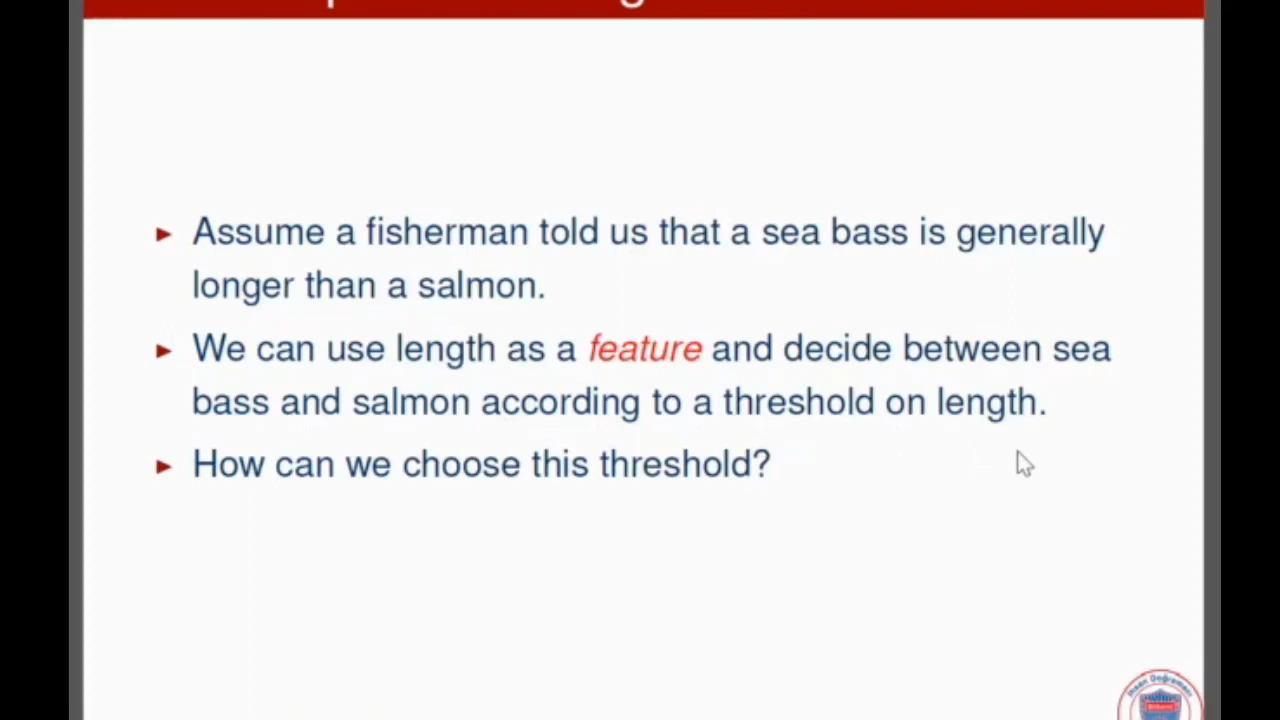 Assume a fisherman told us that a sea bass is generally
longer than a salmon.
We can use length as a feature and decide between sea
bass and salmon according to a threshold on length.
How can we choose this threshold?